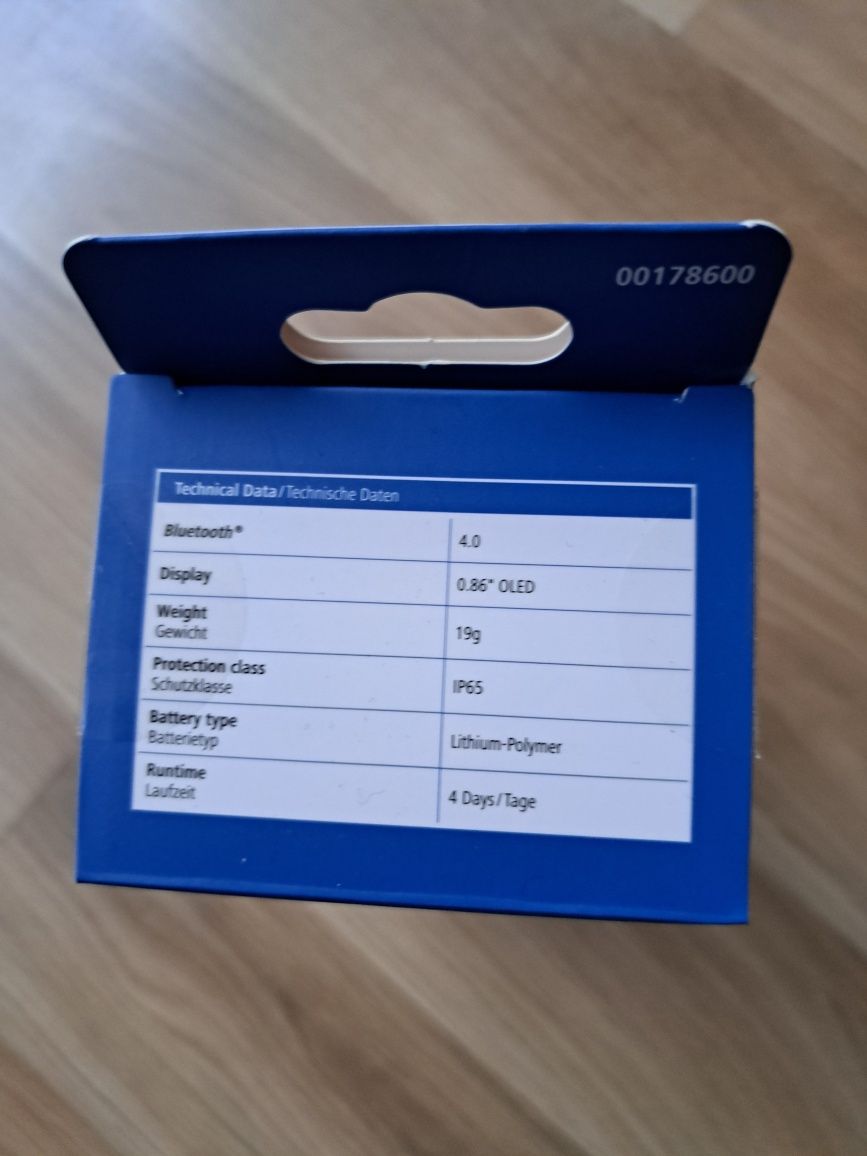 00178600
Technical Data/Technische Daten
Bluetooth® 4.0
Display 0.86" OLED
Weight
Gewicht 19g
Protection class
Schutzklasse IP65
Battery type
Batterietyp Lithium-Polymer
Runtime
Laufzeit 4 Days/Tage